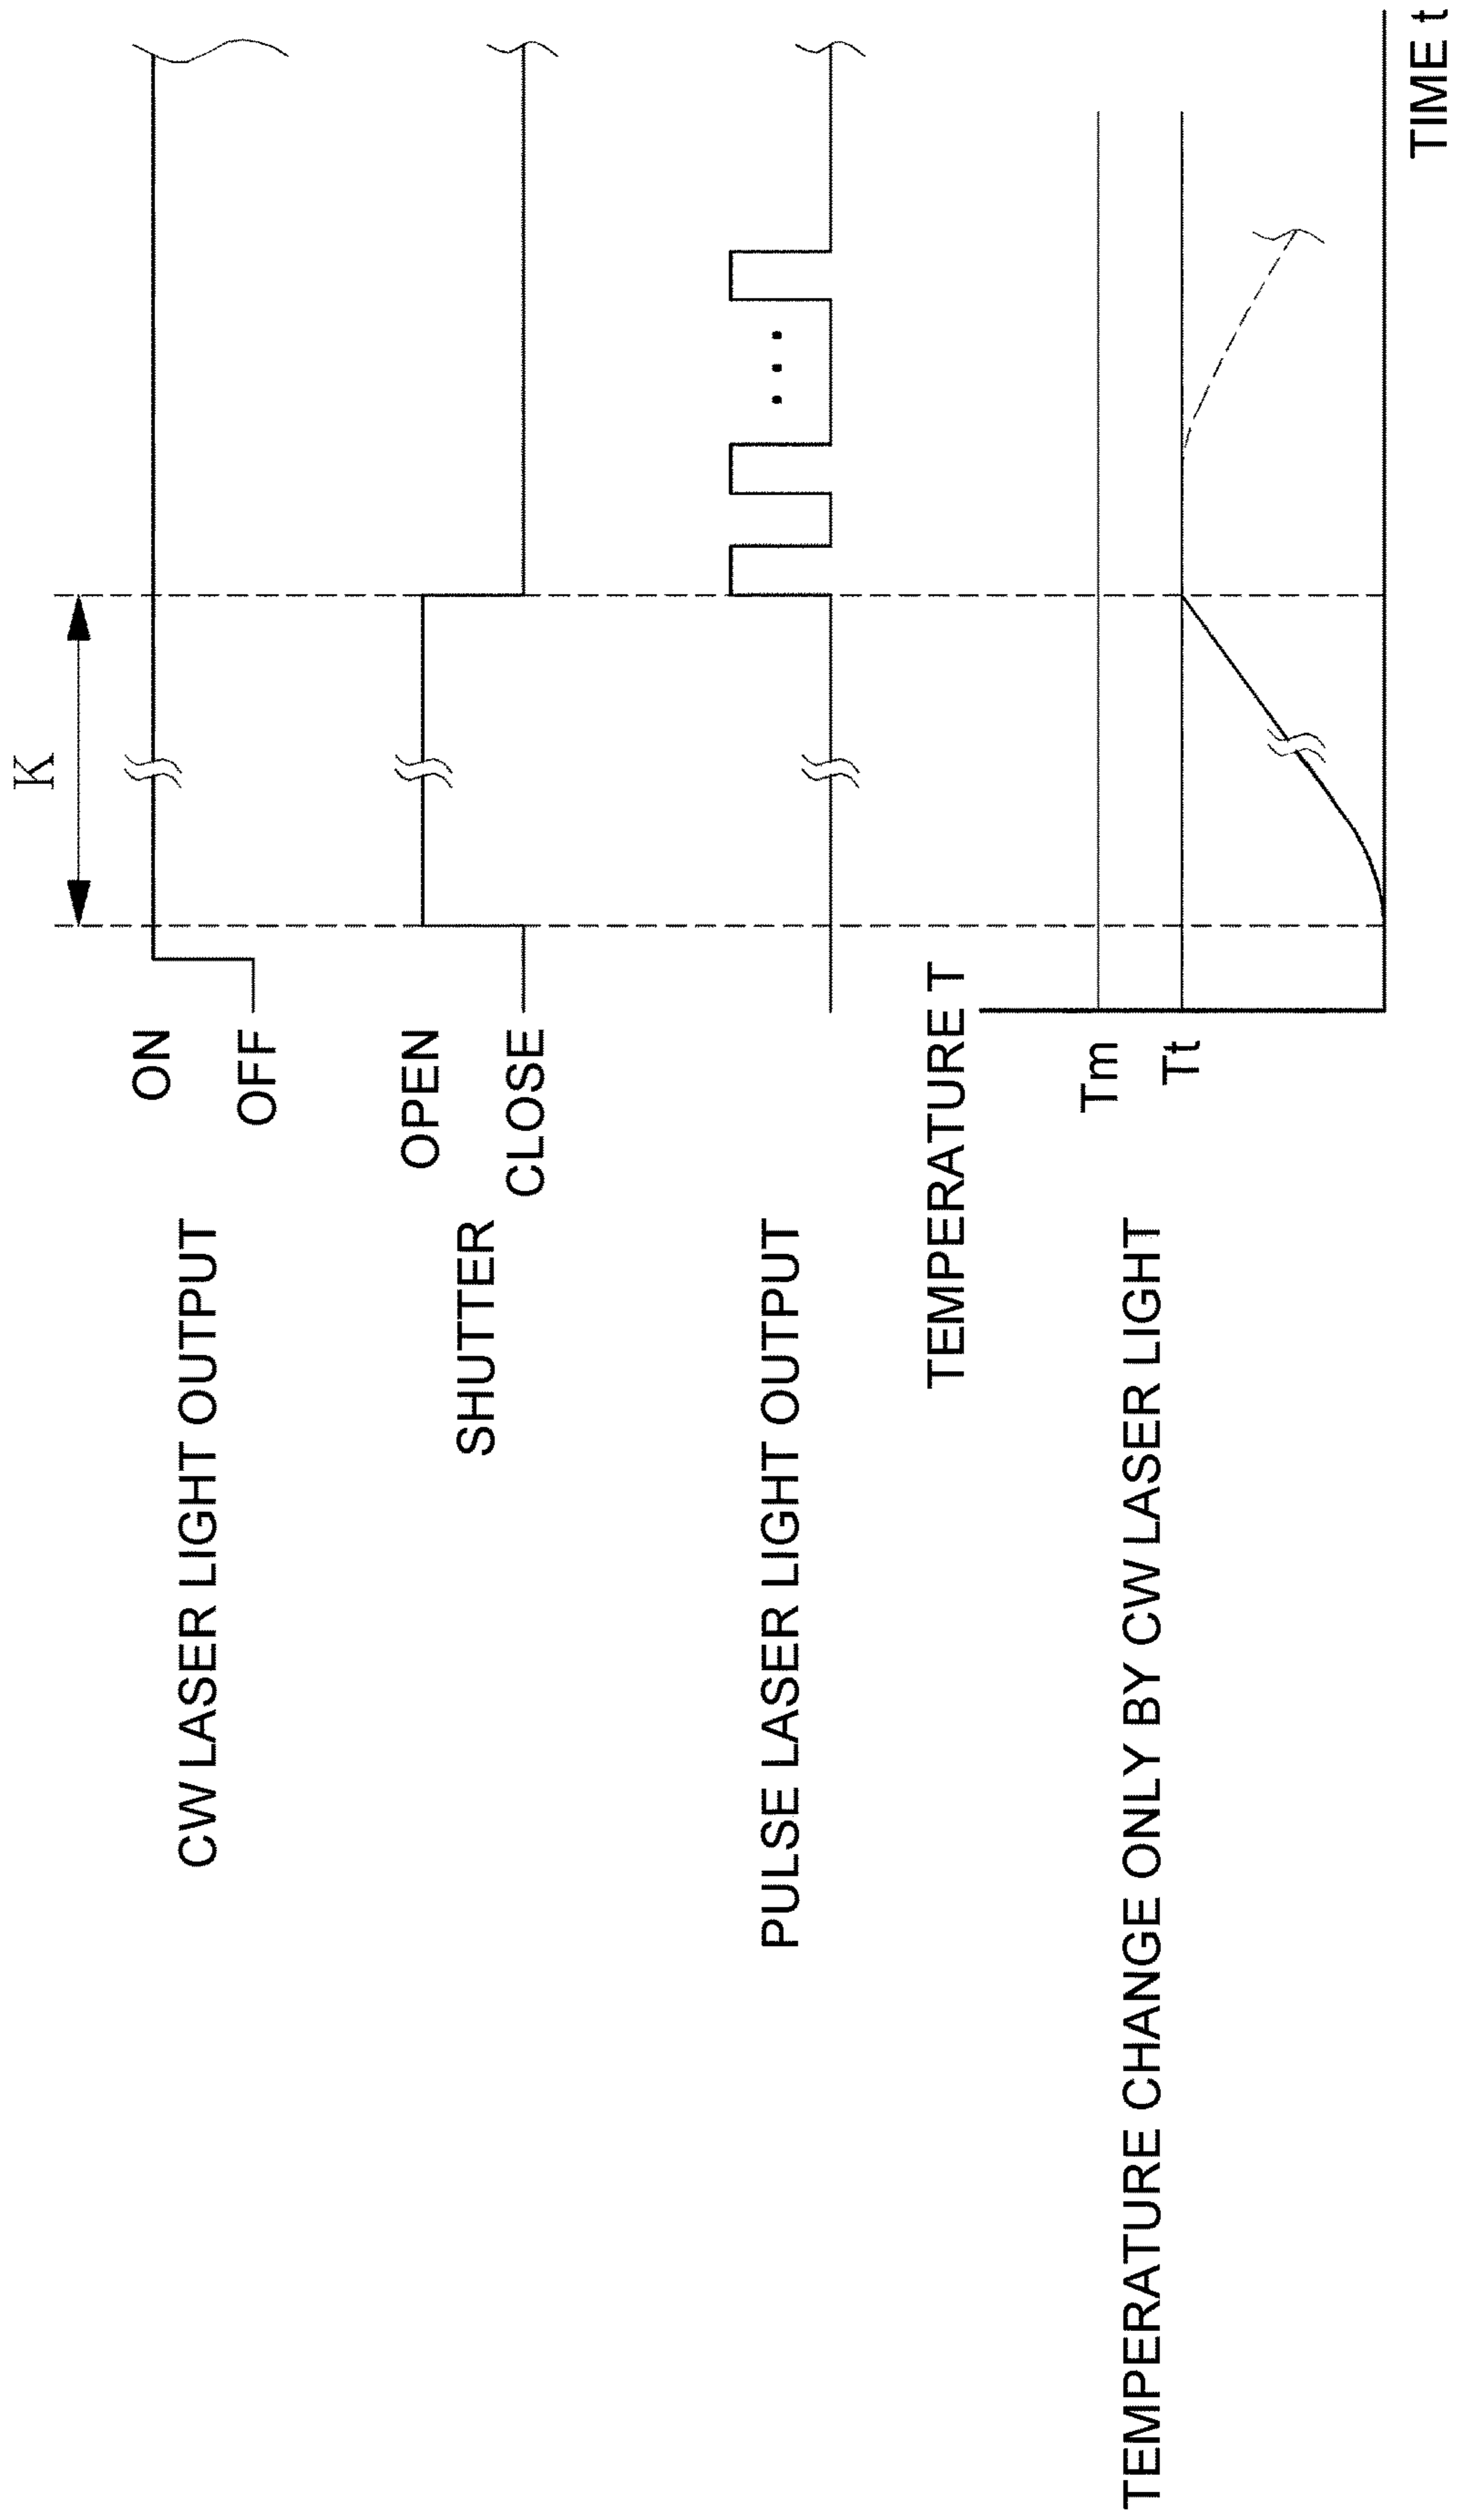 K
ON
CW LASER LIGHT OUTPUT
OFF
OPEN
SHUTTER
CLOSE
PULSE LASER LIGHT OUTPUT
TEMPERATURE T
Tm
TEMPERATURE CHANGE ONLY BY CW LASER LIGHT
Tt
TIME t